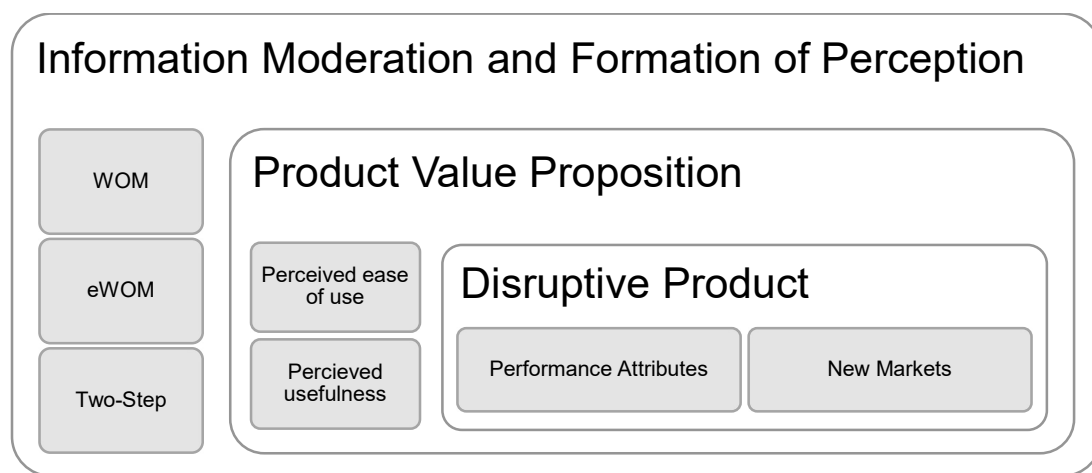 Information Moderation and Formation of Perception
WOM
eWOM
Two-Step
Product Value Proposition
Perceived ease
of use
Percieved
usefulness
Disruptive Product
Performance Attributes
New Markets